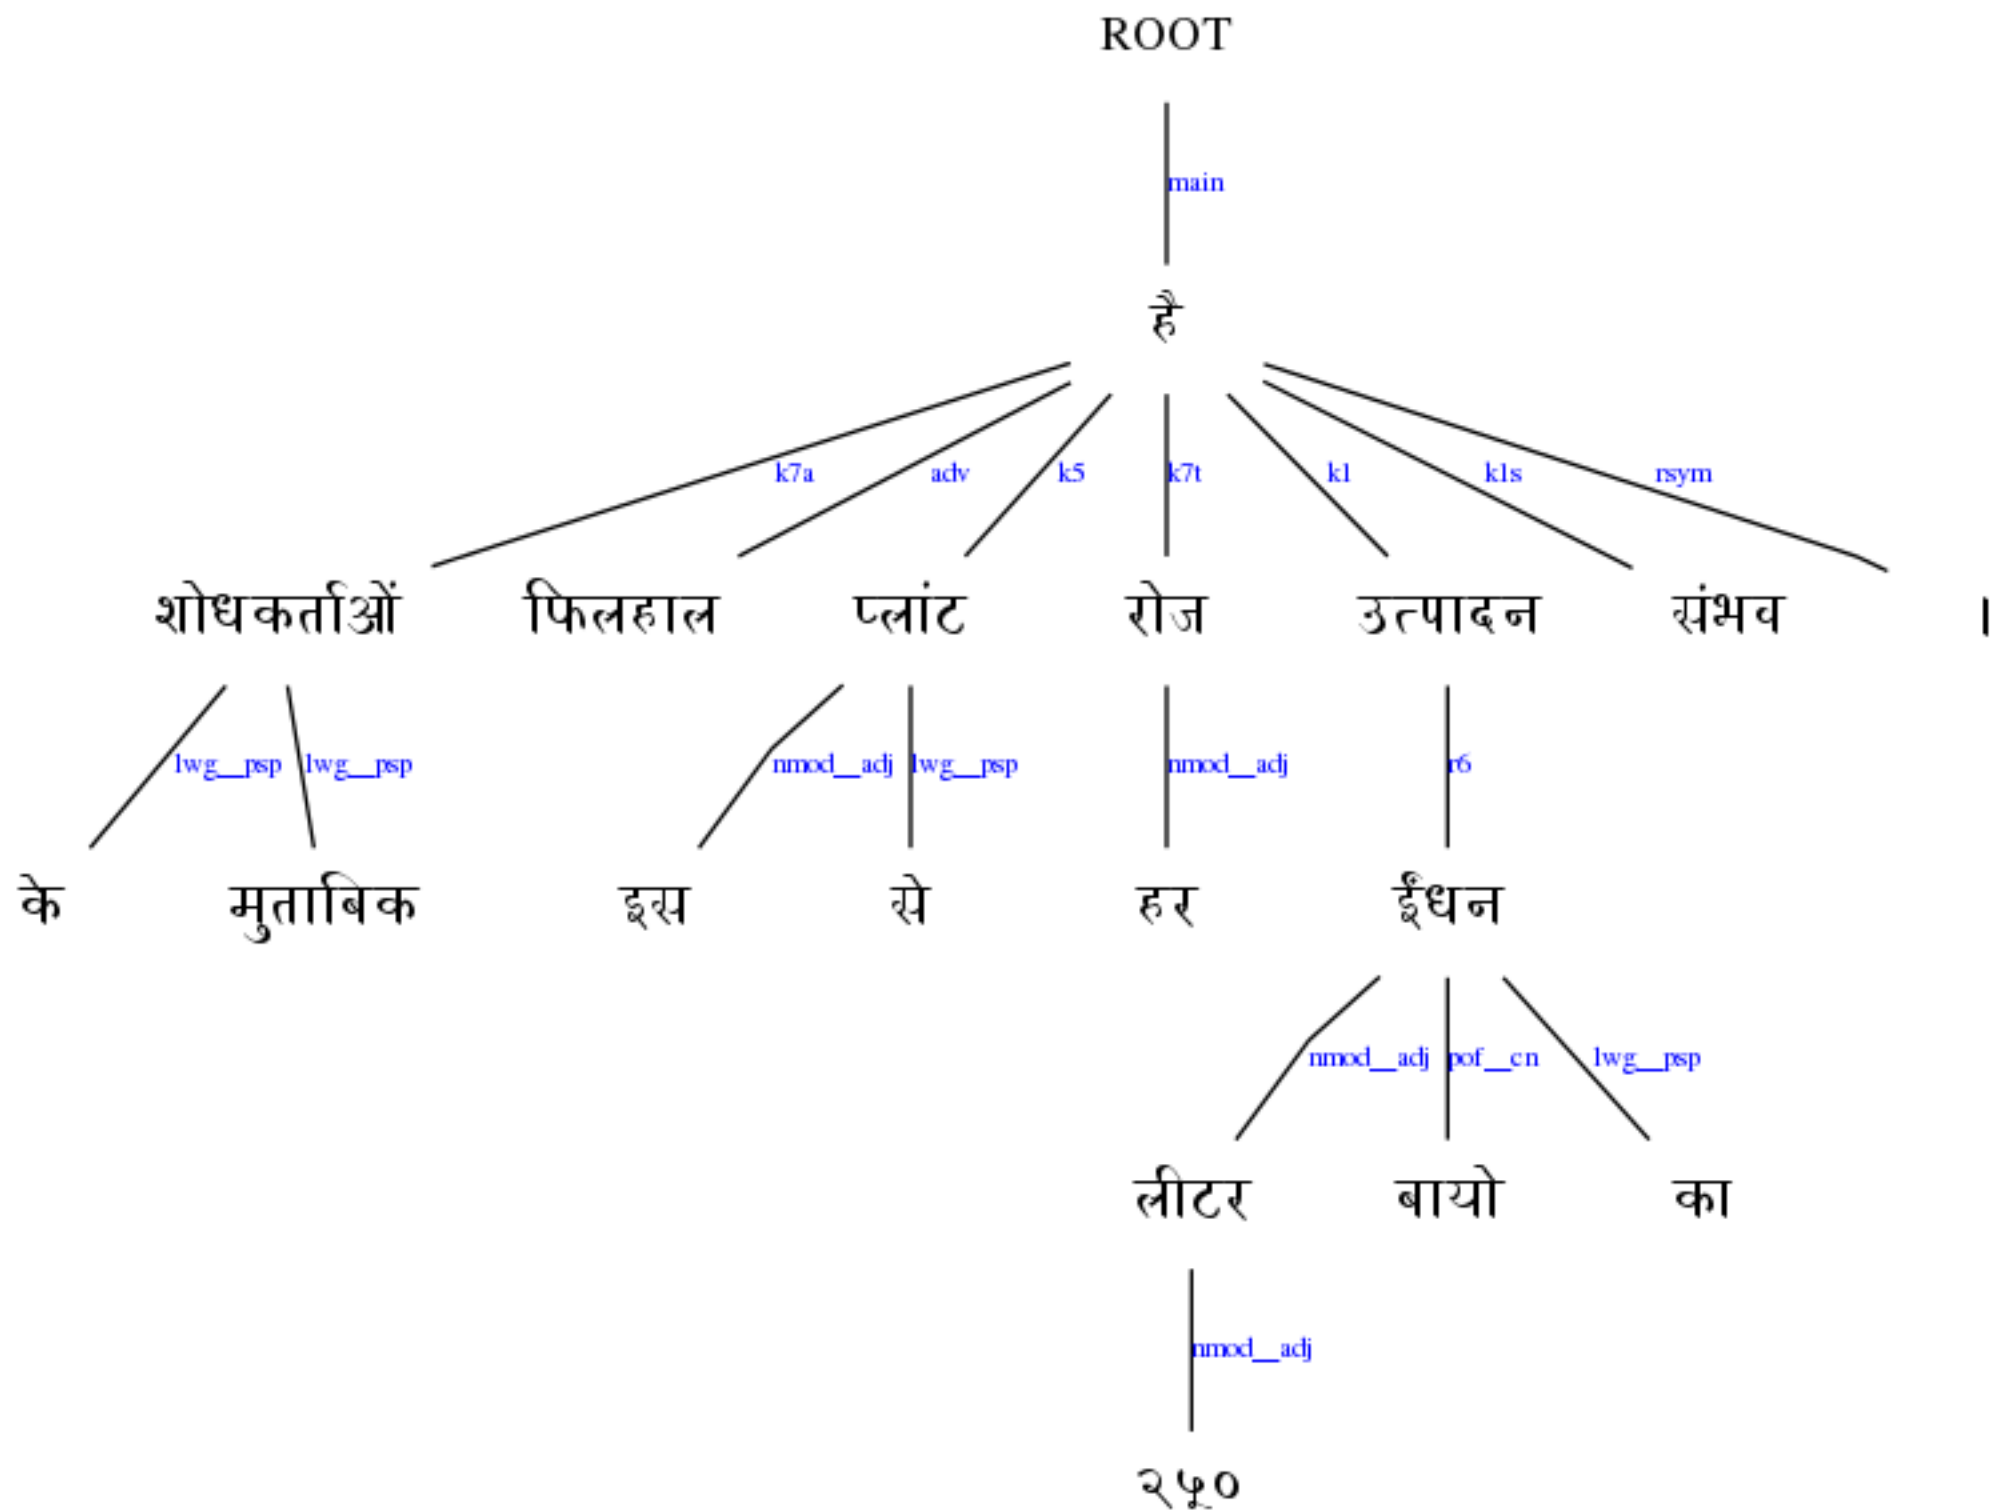 ROOT
main
है
k7a adv k5 k7t k1 k1s rsym
शोधकर्ताओं फिलहाल प्लांट रोज उत्पादन संभव ।
lwg__psp lwg__psp nmod__adj lwg__psp nmod__adj r6
के मुताबिक इस से हर ईंधन
nmod__adj pof__cn lwg__psp
लीटर बायो का
nmod__adj
२५०